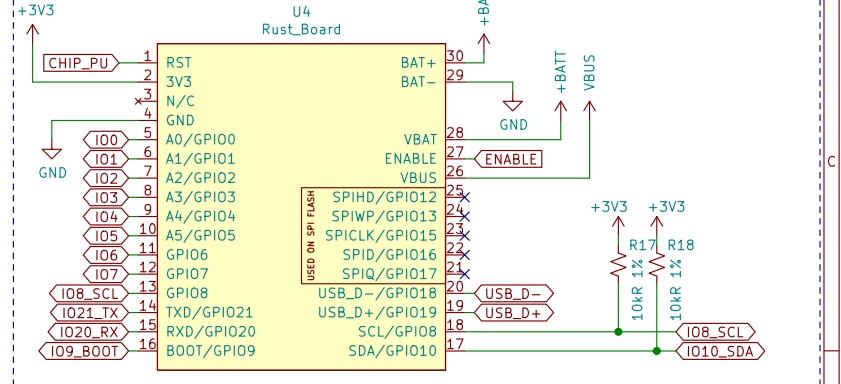 +3V3
U4
Rust_Board
+BA
CHIP_PU
1
RST
BAT+
30
2
3V3
BAT-
29
3
N/C
GND
4
GND
GND
+BATT
VBUS
IO0
5
A0/GPIO0
VBAT
28
IO1
6
A1/GPIO1
ENABLE
27
ENABLE
IO2
7
A2/GPIO2
VBUS
26
IO3
8
A3/GPIO3
USED ON SPI FLASH
SPIHD/GPIO12
25
IO4
9
A4/GPIO4
SPIWP/GPIO13
24
IO5
10
A5/GPIO5
SPICLK/GPIO15
23
IO6
11
GPIO6
SPID/GPIO16
22
IO7
12
GPIO7
SPIQ/GPIO17
21
IO8_SCL
13
GPIO8
USB_D-/GPIO18
20
USB_D-
IO21_TX
14
TXD/GPIO21
USB_D+/GPIO19
19
USB_D+
IO20_RX
15
RXD/GPIO20
SCL/GPIO8
18
IO8_SCL
IO9_BOOT
16
BOOT/GPIO9
SDA/GPIO10
17
IO10_SDA
+3V3
+3V3
R17
10kR 1%
R18
10kR 1%
C